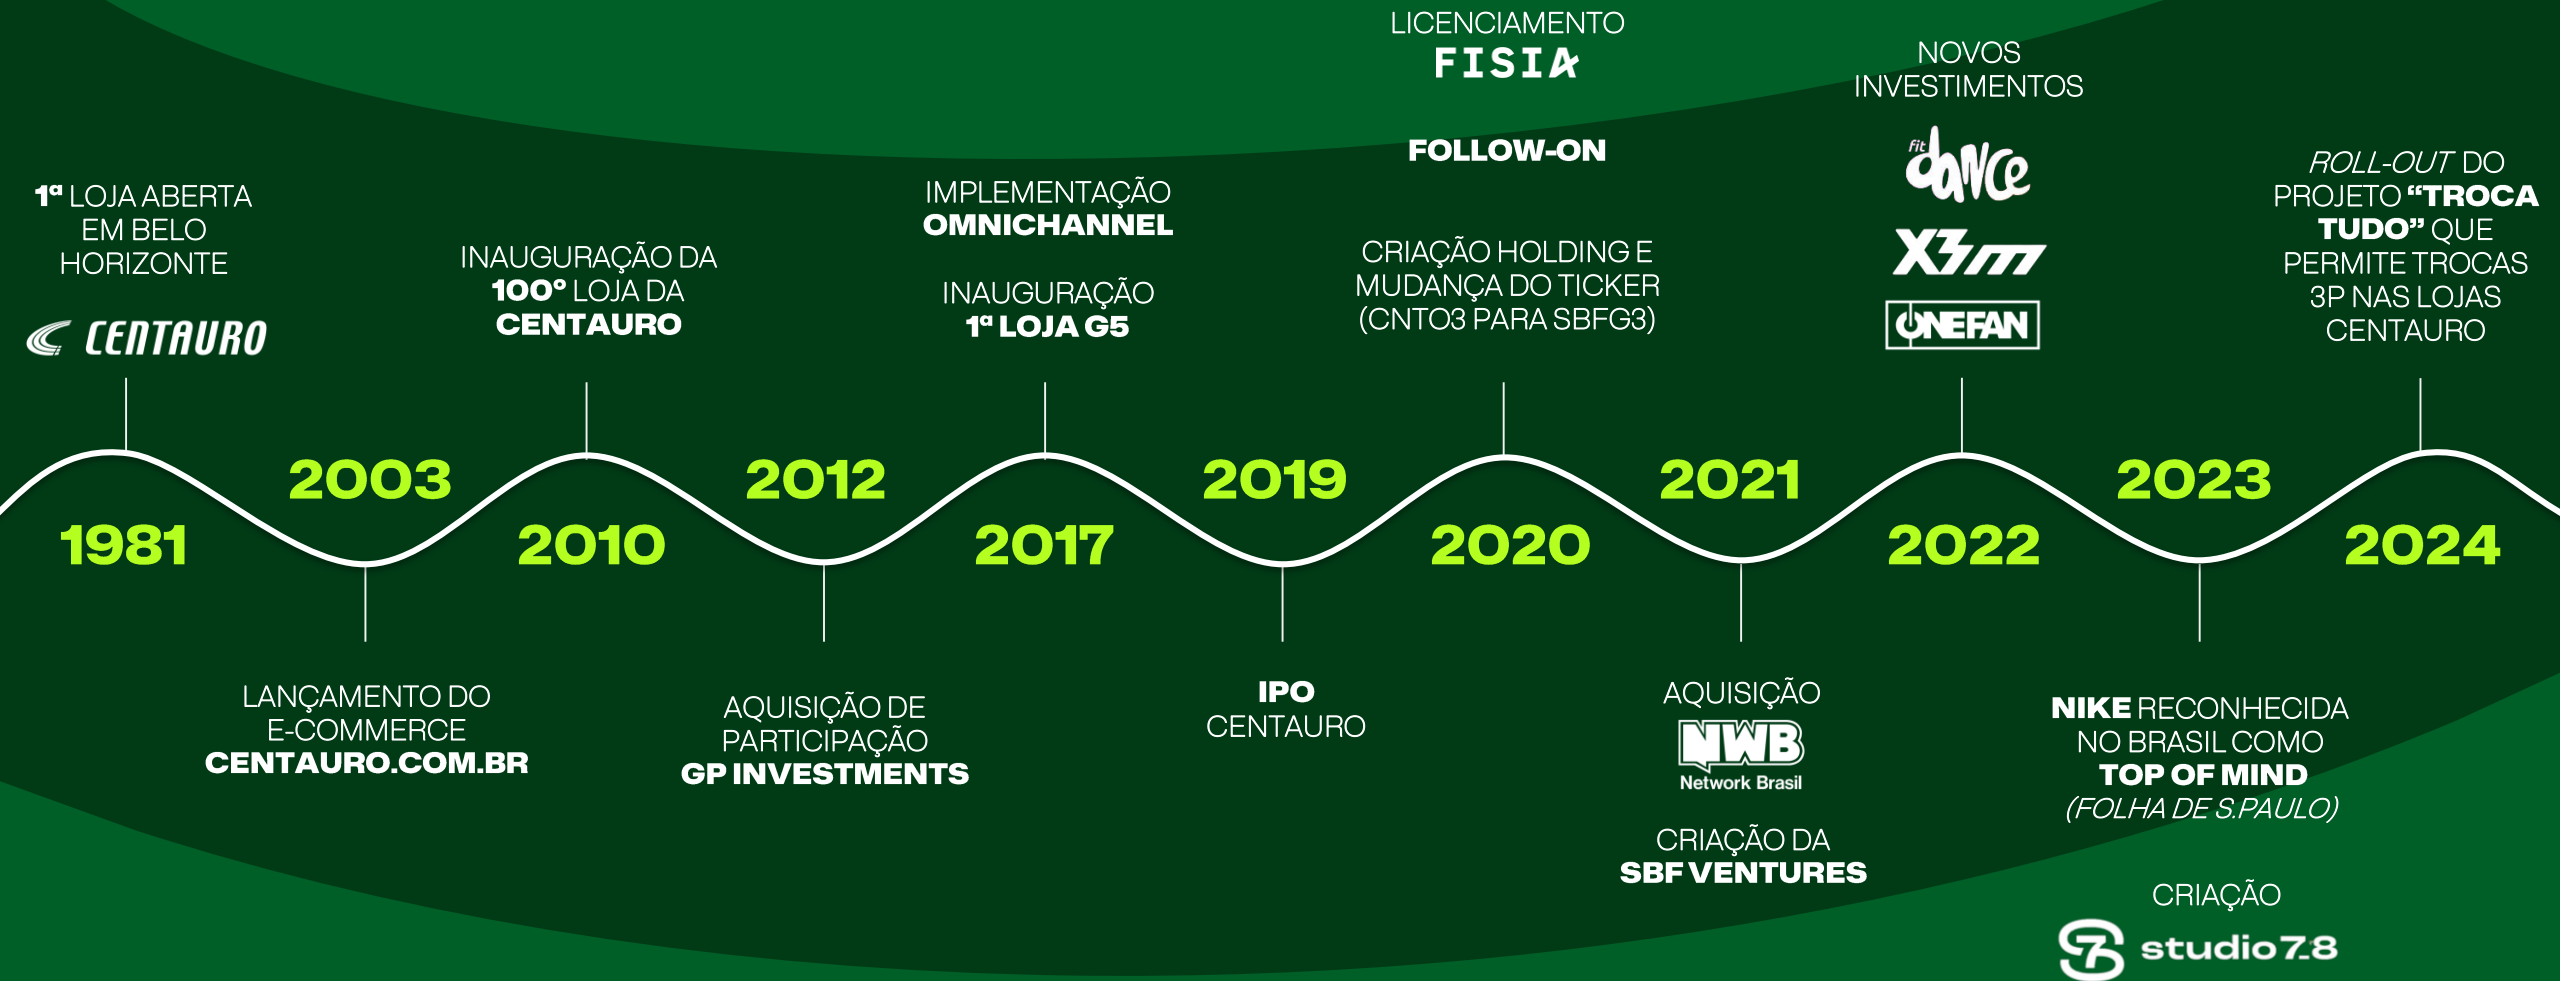 1ª LOJA ABERTA
EM BELO
HORIZONTE
CENTAURO
1981
2003
LANÇAMENTO DO
E-COMMERCE
CENTAURO.COM.BR
INAUGURAÇÃO DA
100º LOJA DA
CENTAURO
2010
2012
AQUISIÇÃO DE
PARTICIPAÇÃO
GP INVESTMENTS
IMPLEMENTAÇÃO
OMNICHANNEL
INAUGURAÇÃO
1ª LOJA G5
2017
2019
IPO
CENTAURO
LICENCIAMENTO
FISIA
FOLLOW-ON
CRIAÇÃO HOLDING E
MUDANÇA DO TICKER
(CNTO3 PARA SBFG3)
2020
2021
AQUISIÇÃO
NWB
Network Brasil
CRIAÇÃO DA
SBF VENTURES
NOVOS
INVESTIMENTOS
fit
dance
X3m
ONEFAN
2022
2023
NIKE RECONHECIDA
NO BRASIL COMO
TOP OF MIND
(FOLHA DE S.PAULO)
CRIAÇÃO
studio 7_8
ROLL-OUT DO
PROJETO “TROCA
TUDO” QUE
PERMITE TROCAS
3P NAS LOJAS
CENTAURO
2024